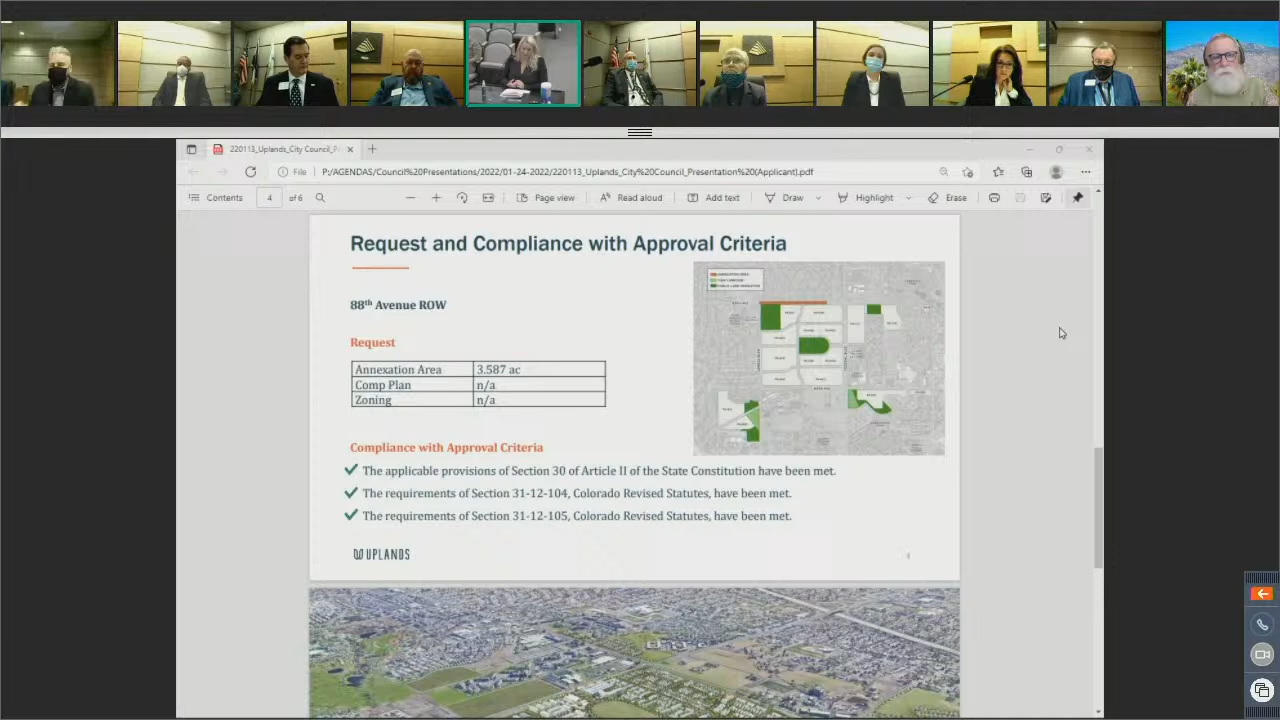 220113_Uplands_City Council_P
File
P:/AGENDAS/Council%20Presentations/2022/01-24-2022/220113_Uplands_City%20Council_Presentation%20(Applicant).pdf
Contents
4
of 6
Page view
Read aloud
Add text
Draw
Highlight
Erase
Request and Compliance with Approval Criteria
88th Avenue ROW
Request
Annexation Area 3.587 ac
Comp Plan n/a
Zoning n/a
Compliance with Approval Criteria
The applicable provisions of Section 30 of Article II of the State Constitution have been met.
The requirements of Section 31-12-104, Colorado Revised Statutes, have been met.
The requirements of Section 31-12-105, Colorado Revised Statutes, have been met.
UPLANDS
4